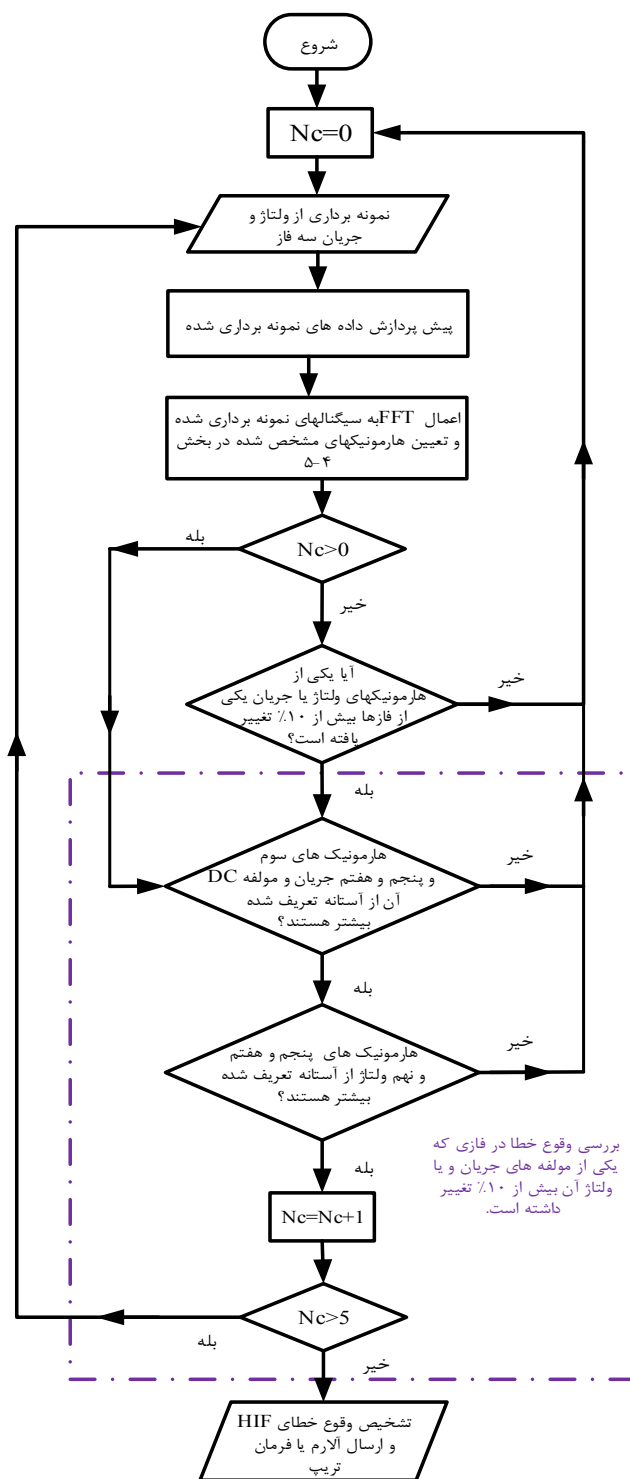 شروع
Nc=0
نمونه برداری از ولتاژ و
جریان سه فاز
پیش پردازش داده های نمونه برداری شده
اعمال FFTبه سیگنالهای نمونه برداری شده
و تعیین هارمونیکهای مشخص شده در بخش
۵-۴
Nc>0
بله
خیر
آیا یکی از
هارمونیکهای ولتاژ یا جریان یکی
از فازها بیش از ۱۰٪ تغییر
یافته است؟
خیر
بله
هارمونیک های سوم
و پنجم و هفتم جریان و مولفه DC
آن از آستانه تعریف شده
بیشتر هستند؟
خیر
بله
هارمونیک های پنجم و هفتم
و نهم ولتاژ از آستانه تعریف شده
بیشتر هستند؟
خیر
بله
بررسی وقوع خطا در فازی که
یکی از مولفه های جریان و یا
ولتاژ آن بیش از ۱۰٪ تغییر
داشته است.
Nc=Nc+1
Nc>5
بله
خیر
تشخیص وقوع خطای HIF
و ارسال آلارم یا فرمان
تریپ